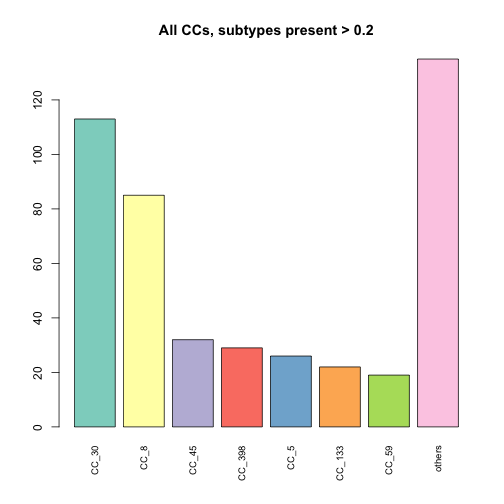 All CCs, subtypes present > 0.2
120
100
80
60
40
20
0
CC_30
CC_8
CC_45
CC_398
CC_5
CC_133
CC_59
others